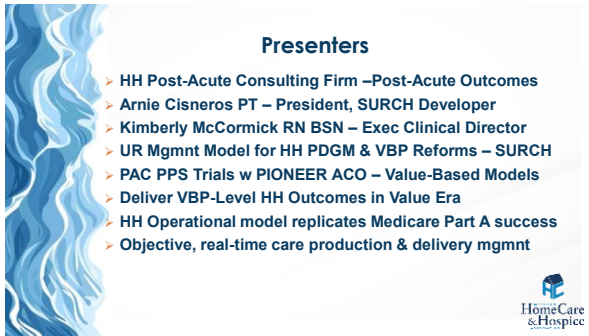 Presenters
HH Post-Acute Consulting Firm –Post-Acute Outcomes
Arnie Cisneros PT – President, SURCH Developer
Kimberly McCormick RN BSN – Exec Clinical Director
UR Mgmnt Model for HH PDGM & VBP Reforms – SURCH
PAC PPS Trials w PIONEER ACO – Value-Based Models
Deliver VBP-Level HH Outcomes in Value Era
HH Operational model replicates Medicare Part A success
Objective, real-time care production & delivery mgmnt
HomeCare
& Hospice